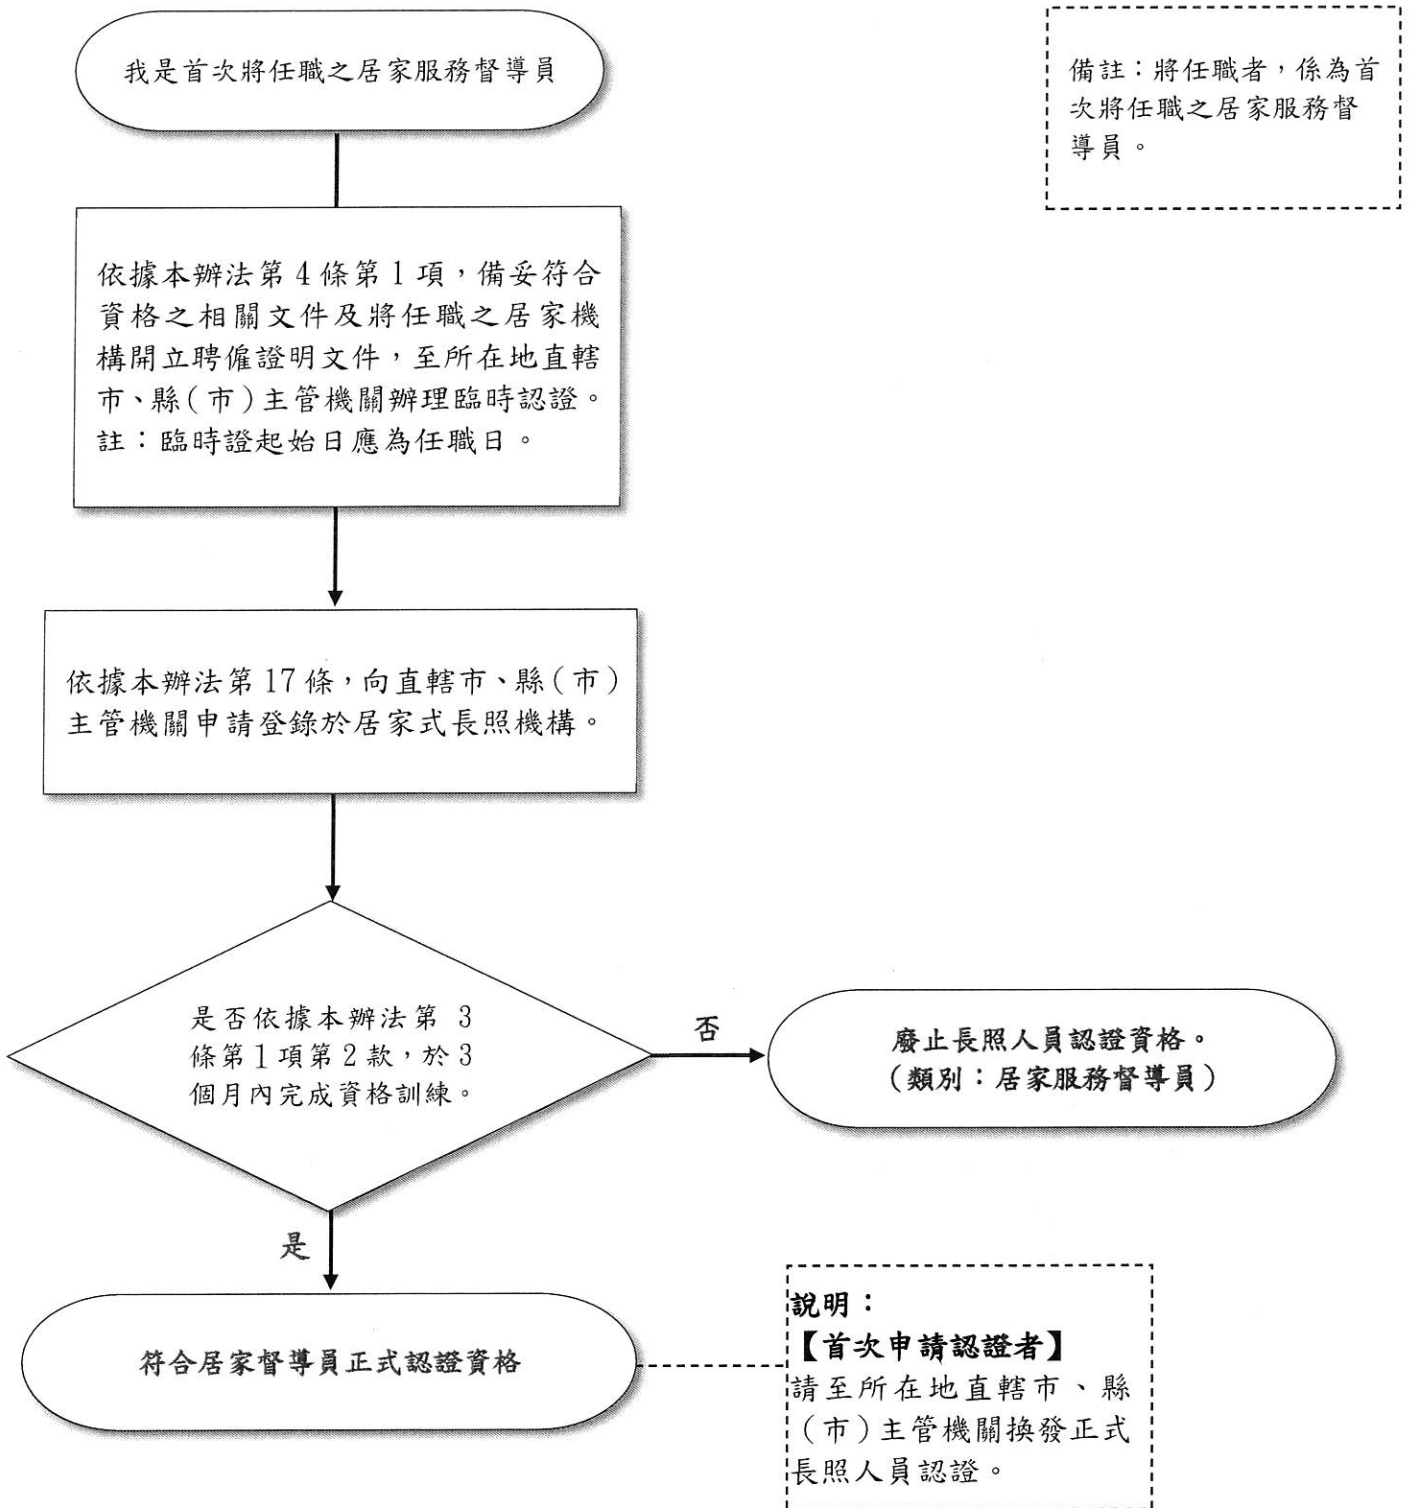 我是首次將任職之居家服務督導員
備註：將任職者，係為首
次將任職之居家服務督
導員。
依據本辦法第4條第1項，備妥符合
資格之相關文件及將任職之居家機
構開立聘僱證明文件，至所在地直轄
市、縣（市）主管機關辦理臨時認證。
註：臨時證起始日應為任職日。
依據本辦法第17條，向直轄市、縣（市）
主管機關申請登錄於居家式長照機構。
是否依據本辦法第 3
條第1項第2款，於3
個月內完成資格訓練。
否
廢止長照人員認證資格。
（類別：居家服務督導員）
是
符合居家督導員正式認證資格
說明：
【首次申請認證者】
請至所在地直轄市、縣
（市）主管機關換發正式
長照人員認證。